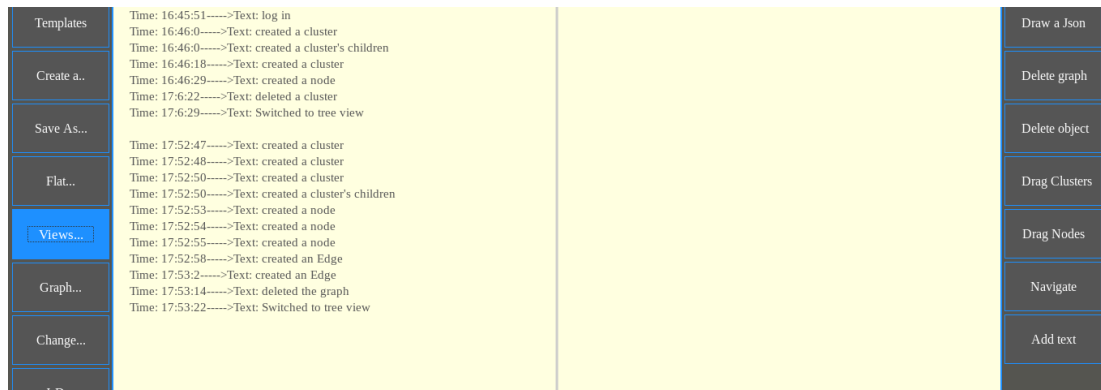 Templates
Create a..
Save As...
Flat...
Views...
Graph...
Change...
Time: 16:45:51----->Text: log in
Time: 16:46:0----->Text: created a cluster
Time: 16:46:0----->Text: created a cluster's children
Time: 16:46:18----->Text: created a cluster
Time: 16:46:29----->Text: created a node
Time: 17:6:22----->Text: deleted a cluster
Time: 17:6:29----->Text: Switched to tree view
Time: 17:52:47----->Text: created a cluster
Time: 17:52:48----->Text: created a cluster
Time: 17:52:50----->Text: created a cluster
Time: 17:52:50----->Text: created a cluster's children
Time: 17:52:53----->Text: created a node
Time: 17:52:54----->Text: created a node
Time: 17:52:55----->Text: created a node
Time: 17:52:58----->Text: created an Edge
Time: 17:53:2----->Text: created an Edge
Time: 17:53:14----->Text: deleted the graph
Time: 17:53:22----->Text: Switched to tree view
Draw a Json
Delete graph
Delete object
Drag Clusters
Drag Nodes
Navigate
Add text